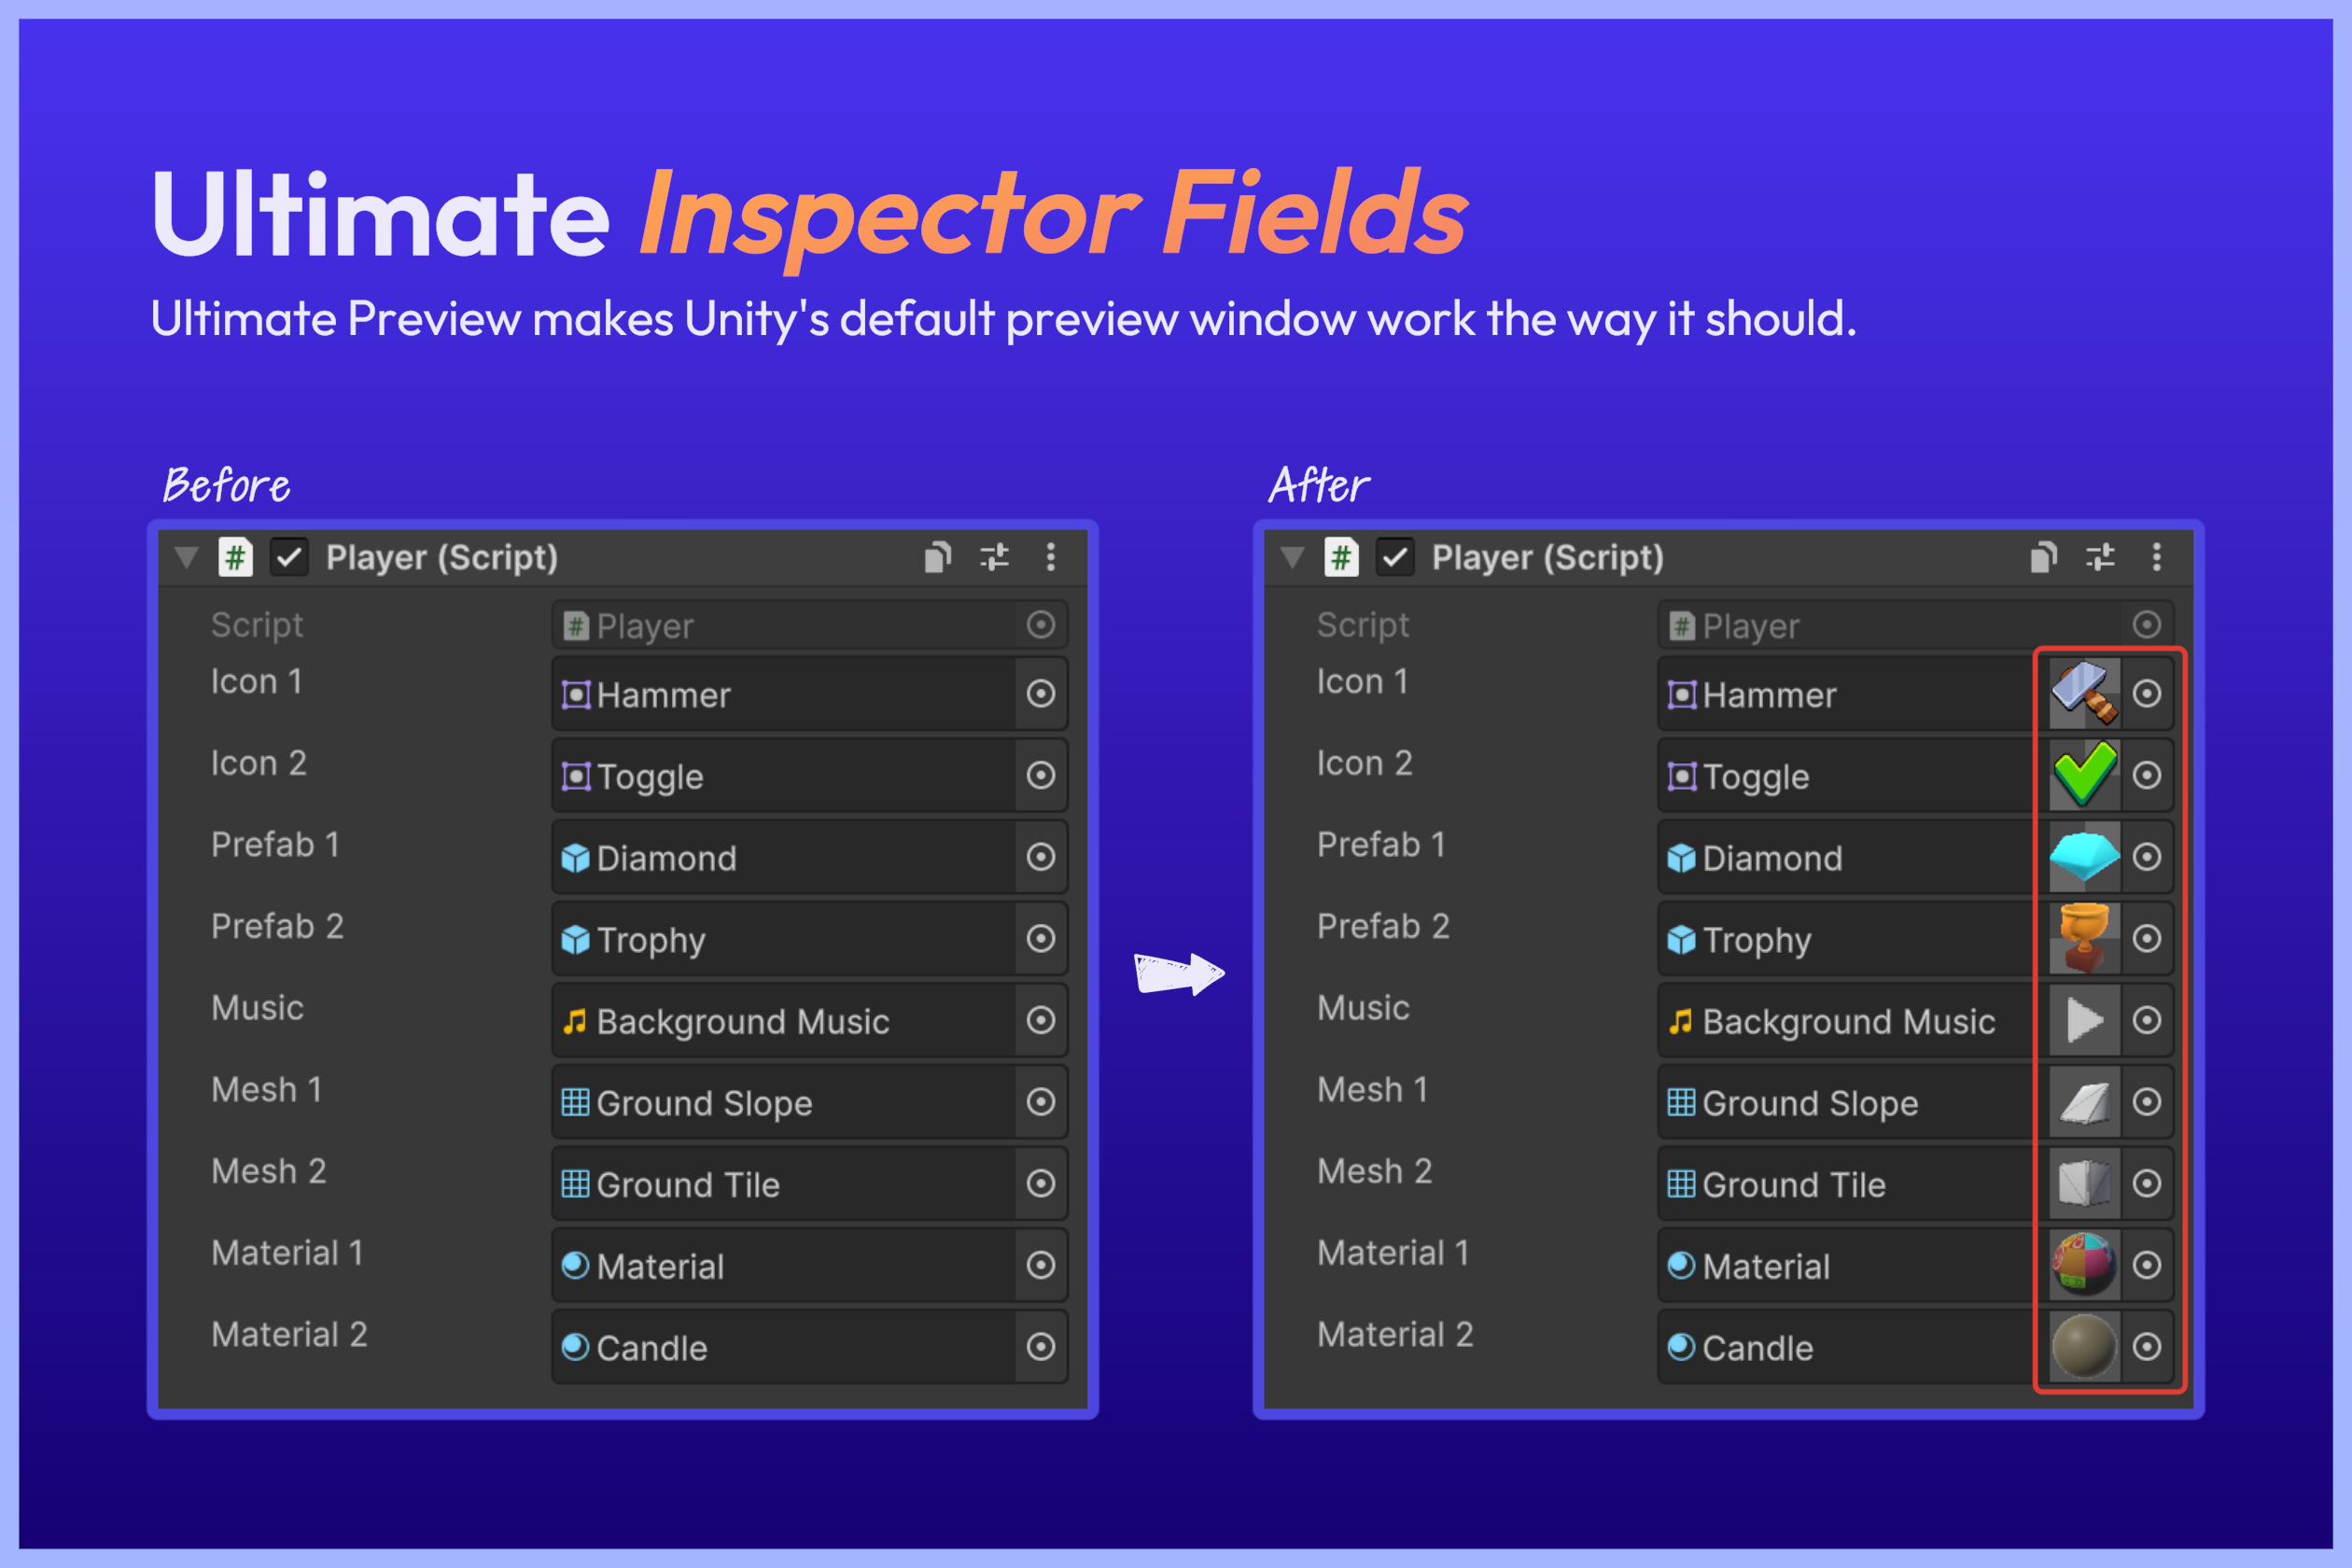 Ultimate Inspector Fields
Ultimate Preview makes Unity's default preview window work the way it should.
Before
# Player (Script)
Script # Player
Icon 1 Hammer
Icon 2 Toggle
Prefab 1 Diamond
Prefab 2 Trophy
Music Background Music
Mesh 1 Ground Slope
Mesh 2 Ground Tile
Material 1 Material
Material 2 Candle
After
# Player (Script)
Script # Player
Icon 1 Hammer
Icon 2 Toggle
Prefab 1 Diamond
Prefab 2 Trophy
Music Background Music
Mesh 1 Ground Slope
Mesh 2 Ground Tile
Material 1 Material
Material 2 Candle